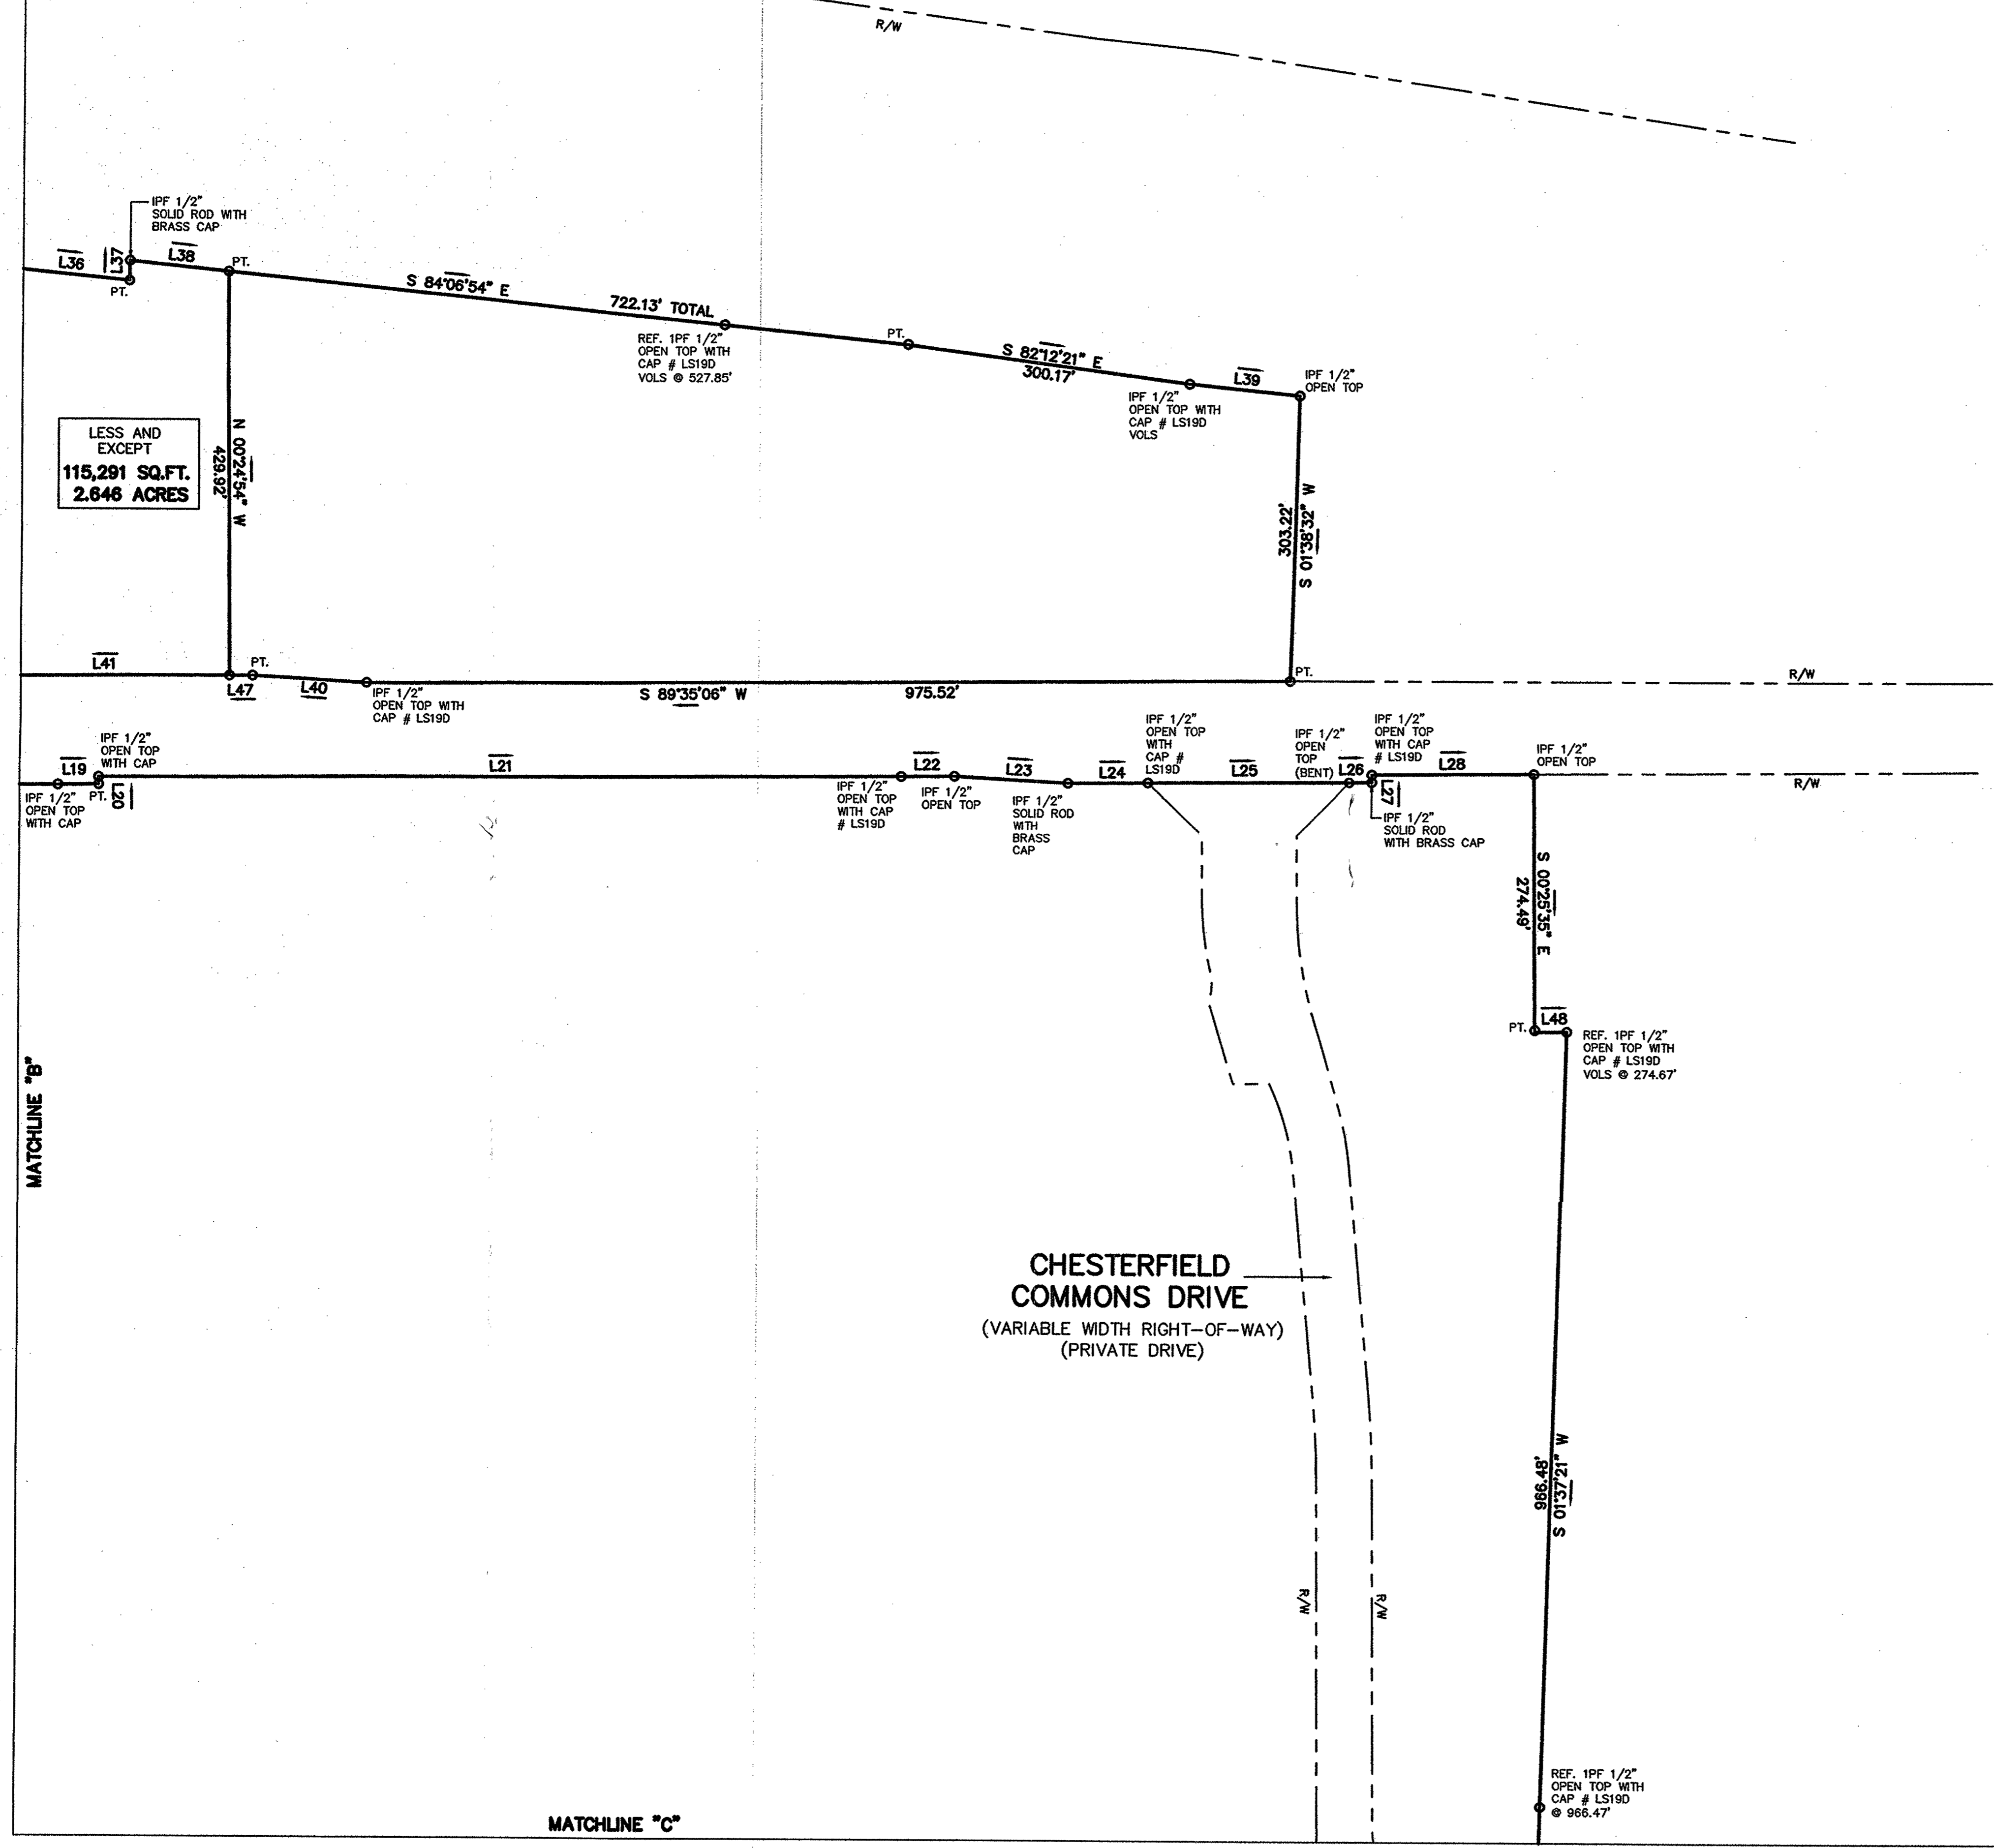 R/W
IPF 1/2"
SOLID ROD WITH
BRASS CAP
L36
L37
L38
PT.
PT.
S 84°06'54" E
722.13' TOTAL
REF. 1PF 1/2"
OPEN TOP WITH
CAP # LS19D
VOLS @ 527.85'
PT.
S 82°12'21" E
300.17'
L39
IPF 1/2"
OPEN TOP
IPF 1/2"
OPEN TOP WITH
CAP # LS19D
VOLS
LESS AND
EXCEPT
115,291 SQ.FT.
2.646 ACRES
N 00°24'54" W
429.92'
303.22'
S 01°38'32" W
L41
PT.
L47
L40
IPF 1/2"
OPEN TOP WITH
CAP # LS19D
S 89°35'06" W
975.52'
PT.
R/W
L19
IPF 1/2"
OPEN TOP
WITH CAP
IPF 1/2"
OPEN TOP
WITH CAP
PT.
L20
L21
IPF 1/2"
OPEN TOP
WITH CAP
# LS19D
L22
IPF 1/2"
OPEN TOP
L23
IPF 1/2"
SOLID ROD
WITH
BRASS
CAP
L24
IPF 1/2"
OPEN TOP
WITH
CAP #
LS19D
L25
IPF 1/2"
OPEN
TOP
(BENT)
L26
IPF 1/2"
OPEN TOP
WITH CAP
# LS19D
L27
IPF 1/2"
SOLID ROD
WITH BRASS CAP
L28
IPF 1/2"
OPEN TOP
R/W
S 00°25'35" E
274.49'
PT.
L48
REF. 1PF 1/2"
OPEN TOP WITH
CAP # LS19D
VOLS @ 274.67'
MATCHLINE "B"
CHESTERFIELD
COMMONS DRIVE
(VARIABLE WIDTH RIGHT-OF-WAY)
(PRIVATE DRIVE)
966.48'
S 01°37'21" W
R/W
R/W
REF. 1PF 1/2"
OPEN TOP WITH
CAP # LS19D
@ 966.47'
MATCHLINE "C"